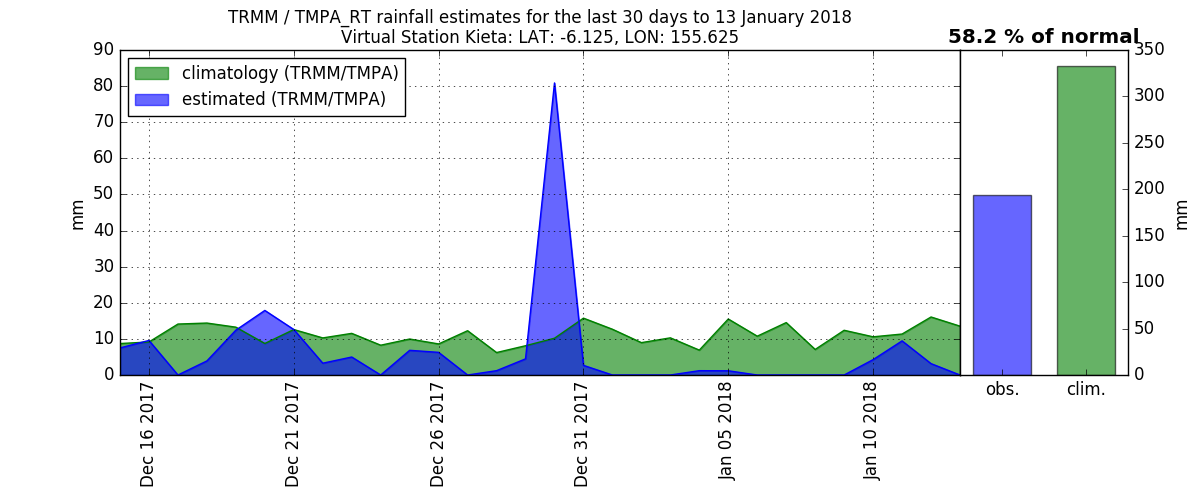 TRMM / TMPA_RT rainfall estimates for the last 30 days to 13 January 2018
Virtual Station Kieta: LAT: -6.125, LON: 155.625
58.2 % of normal
climatology (TRMM/TMPA)
estimated (TRMM/TMPA)
mm
90
80
70
60
50
40
30
20
10
0
Dec 16 2017
Dec 21 2017
Dec 26 2017
Dec 31 2017
Jan 05 2018
Jan 10 2018
350
300
250
200
150
100
50
0
mm
obs.
clim.